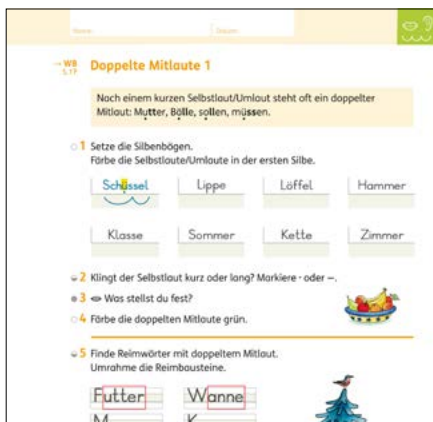 Name:
Datum:
→ WB Doppelte Mitlaute 1
S.17
Nach einem kurzen Selbstlaut/Umlaut steht oft ein doppelter
Mitlaut: Mutter, Bälle, sollen, müssen.
1 Setze die Silbenbögen.
Färbe die Selbstlaute/Umlaute in der ersten Silbe.
Schüssel Lippe Löffel Hammer
Klasse Sommer Kette Zimmer
2 Klingt der Selbstlaut kurz oder lang? Markiere · oder –.
3 Was stellst du fest?
4 Färbe die doppelten Mitlaute grün.
5 Finde Reimwörter mit doppeltem Mitlaut.
Umrahme die Reimbausteine.
Futter Wanne
M K